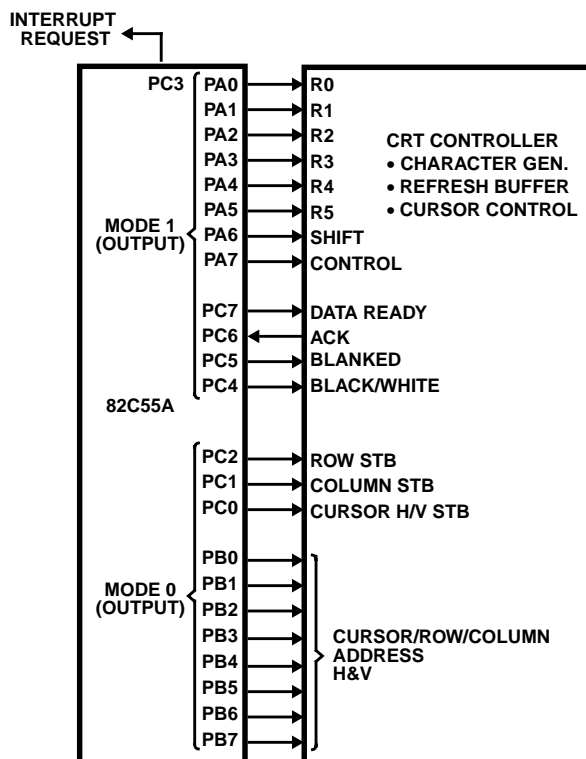 INTERRUPT
REQUEST
PC3 PA0 R0
PA1 R1
PA2 R2
PA3 R3
PA4 R4
PA5 R5
PA6 SHIFT
PA7 CONTROL
CRT CONTROLLER
• CHARACTER GEN.
• REFRESH BUFFER
• CURSOR CONTROL
MODE 1
(OUTPUT)
PC7 DATA READY
PC6 ACK
PC5 BLANKED
PC4 BLACK/WHITE
82C55A
PC2 ROW STB
PC1 COLUMN STB
PC0 CURSOR H/V STB
MODE 0
(OUTPUT)
PB0
PB1
PB2
PB3
PB4
PB5
PB6
PB7
CURSOR/ROW/COLUMN
ADDRESS
H&V